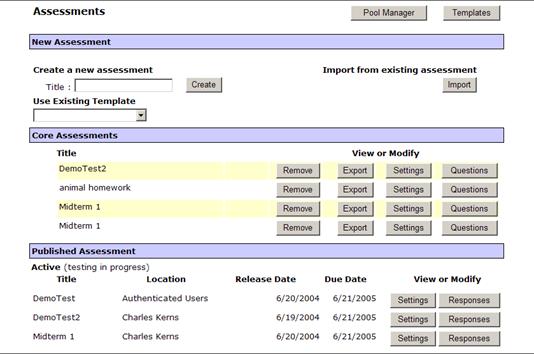 Assessments Pool Manager Templates
New Assessment
Create a new assessment Import from existing assessment
Title : Create Import
Use Existing Template
Core Assessments
Title View or Modify
DemoTest2 Remove Export Settings Questions
animal homework Remove Export Settings Questions
Midterm 1 Remove Export Settings Questions
Midterm 1 Remove Export Settings Questions
Published Assessment
Active (testing in progress)
Title Location Release Date Due Date View or Modify
DemoTest Authenticated Users 6/20/2004 6/21/2005 Settings Responses
DemoTest2 Charles Kerns 6/19/2004 6/21/2005 Settings Responses
Midterm 1 Charles Kerns 6/20/2004 6/21/2005 Settings Responses